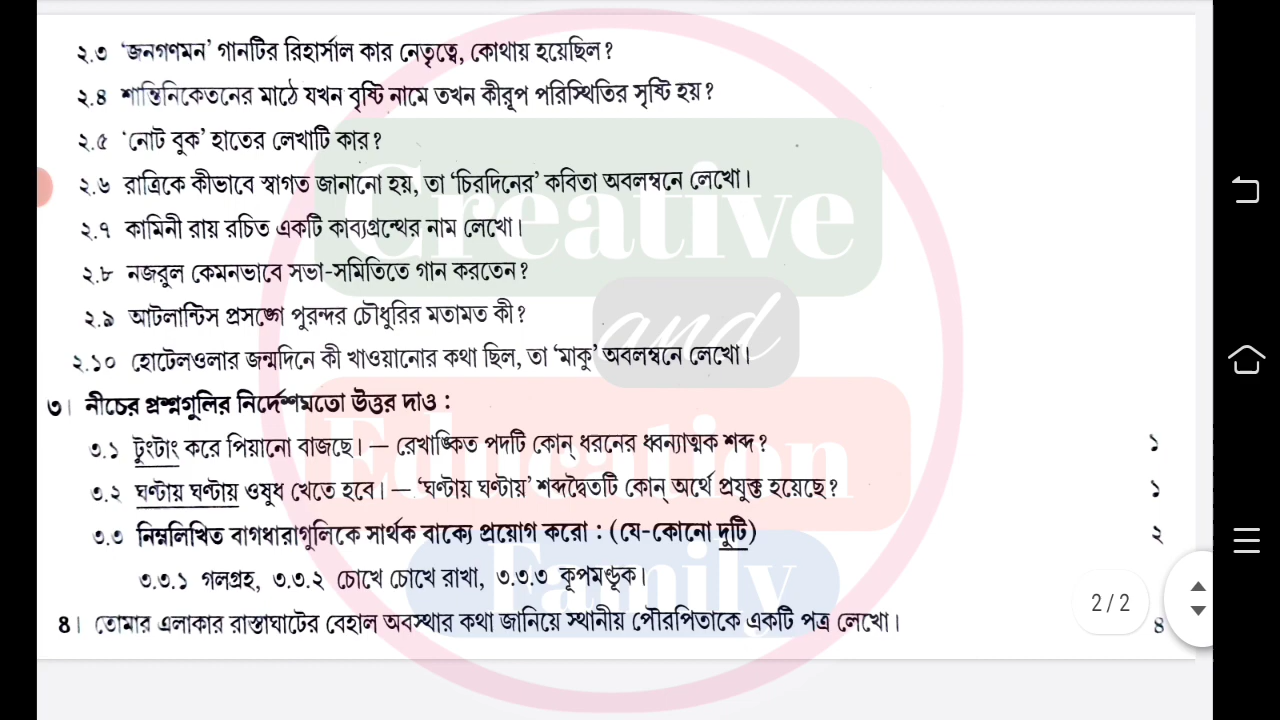 ২.৩ 'জনগণমন' গানটির রিহার্সাল কার নেতৃত্বে, কোথায় হয়েছিল?
২.৪ শান্তিনিকেতনের মাঠে যখন বৃষ্টি নামে তখন কীরূপ পরিস্থিতির সৃষ্টি হয়?
২.৫ 'নোট বুক' হাতের লেখাটি কার?
২.৬ রাত্রিকে কীভাবে স্বাগত জানানো হয়, তা 'চিরদিনের' কবিতা অবলম্বনে লেখো।
২.৭ কামিনী রায় রচিত একটি কাব্যগ্রন্থের নাম লেখো।
২.৮ নজরুল কেমনভাবে সভা-সমিতিতে গান করতেন?
২.৯ আটলান্টিস প্রসঙ্গে পুরন্দর চৌধুরির মতামত কী?
২.১০ হোটেলওলার জন্মদিনে কী খাওয়ানোর কথা ছিল, তা 'মাকু' অবলম্বনে লেখো।
৩। নীচের প্রশ্নগুলির নির্দেশমতো উত্তর দাও :
৩.১ টুংটাং করে পিয়ানো বাজছে। — রেখাঙ্কিত পদটি কোন্ ধরনের ধ্বন্যাত্মক শব্দ? ১
৩.২ ঘণ্টায় ঘণ্টায় ওষুধ খেতে হবে। — 'ঘণ্টায় ঘণ্টায়' শব্দদ্বৈতটি কোন্ অর্থে প্রযুক্ত হয়েছে? ১
৩.৩ নিম্নলিখিত বাগধারাগুলিকে সার্থক বাক্যে প্রয়োগ করো : (যে-কোনো দুটি) ২
৩.৩.১ গলগ্রহ, ৩.৩.২ চোখে চোখে রাখা, ৩.৩.৩ কূপমণ্ডূক।
৪। তোমার এলাকার রাস্তাঘাটের বেহাল অবস্থার কথা জানিয়ে স্থানীয় পৌরপিতাকে একটি পত্র লেখো। ৪
Creative
and
Education
Family
2/2